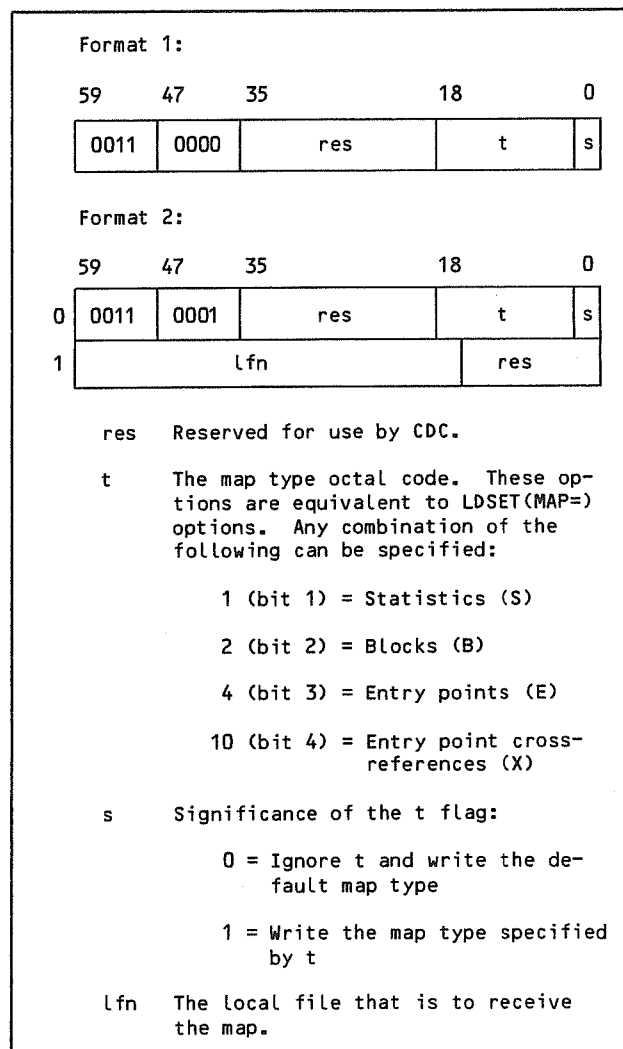 Format 1:
59 47 35 18 0
0011 0000 res t s
Format 2:
59 47 35 18 0
0 0011 0001 res t s
1 lfn res
res Reserved for use by CDC.
t The map type octal code. These op-
tions are equivalent to LDSET(MAP=)
options. Any combination of the
following can be specified:
1 (bit 1) = Statistics (S)
2 (bit 2) = Blocks (B)
4 (bit 3) = Entry points (E)
10 (bit 4) = Entry point cross-
references (X)
s Significance of the t flag:
0 = Ignore t and write the de-
fault map type
1 = Write the map type specified
by t
lfn The local file that is to receive
the map.